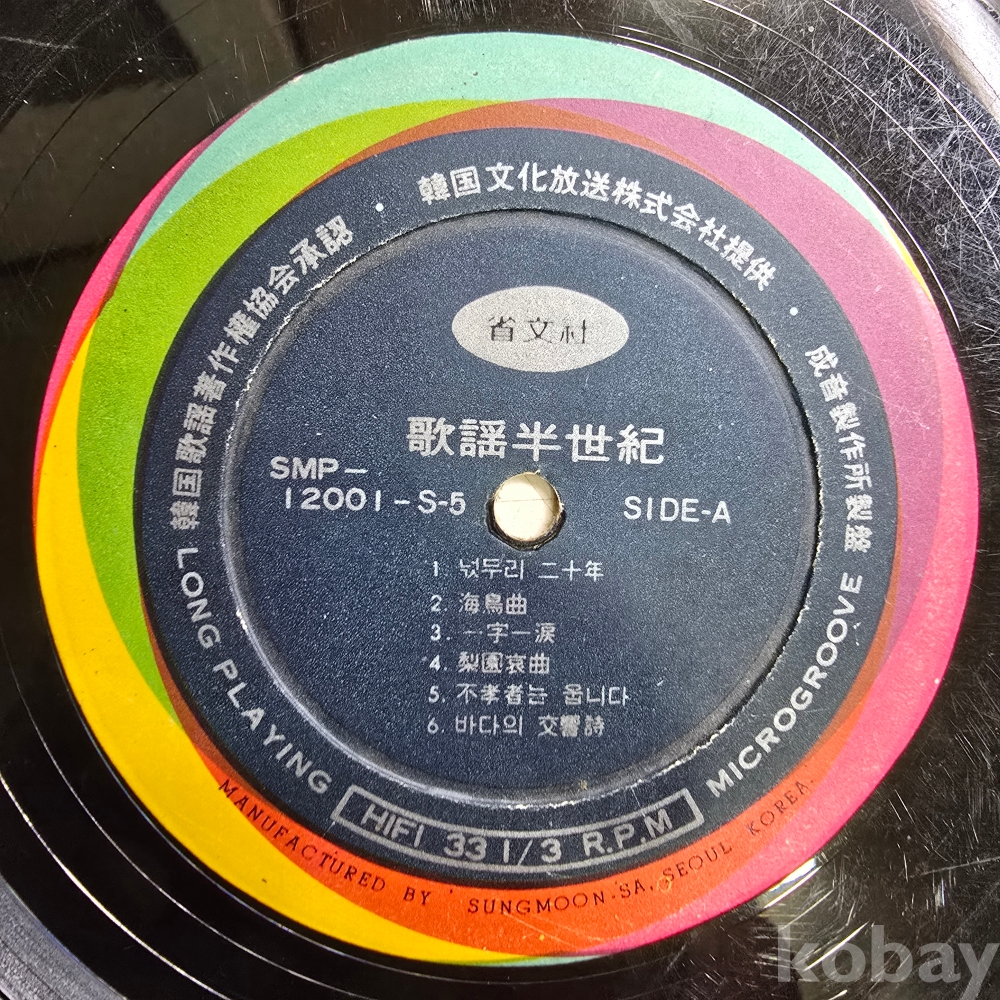 韓国歌謡著作權協会承認 · 韓国文化放送株式会社提供 · 成音製作所製盤
省文社
歌謡半世紀
SMP-
12001-S-5
SIDE-A
1. 넋두리 二十年
2. 海鳥曲
3. 一字一涙
4. 梨園哀曲
5. 不孝者는 웁니다
6. 바다의 交響詩
LONG PLAYING HIFI 33 1/3 R.P.M MICROGROOVE
MANUFACTURED BY SUNGMOON-SA, SEOUL KOREA.
kobay